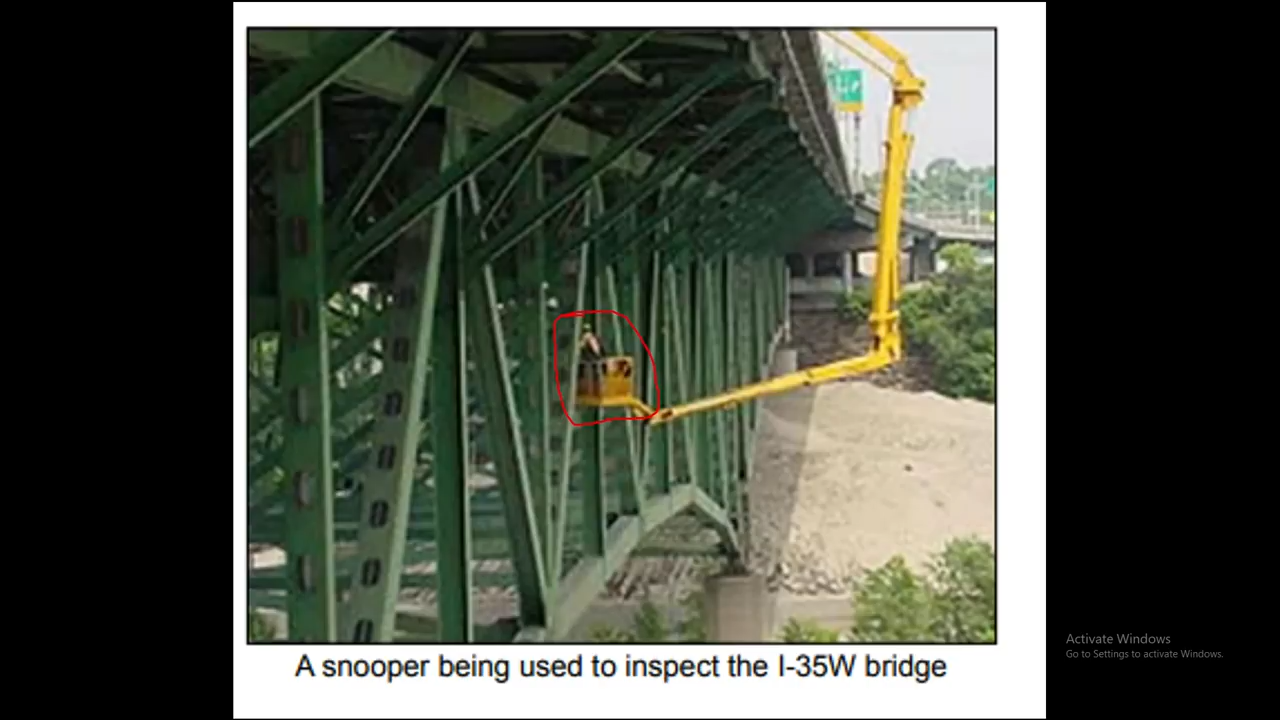 A snooper being used to inspect the I-35W bridge
Activate Windows
Go to Settings to activate Windows.